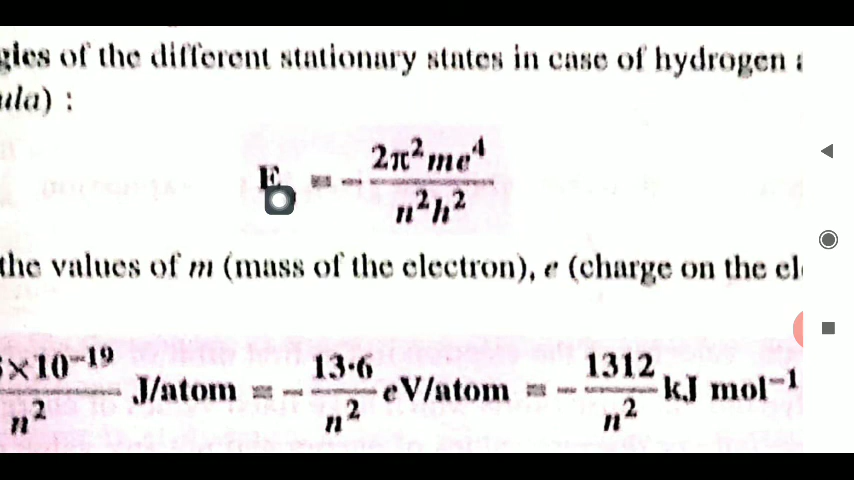 gies of the different stationary states in case of hydrogen
ula) :
E = - 2π²me⁴ / n²h²
the values of m (mass of the electron), e (charge on the el
×10⁻¹⁹ / n² J/atom = - 13·6 / n² eV/atom = - 1312 / n² kJ mol⁻¹